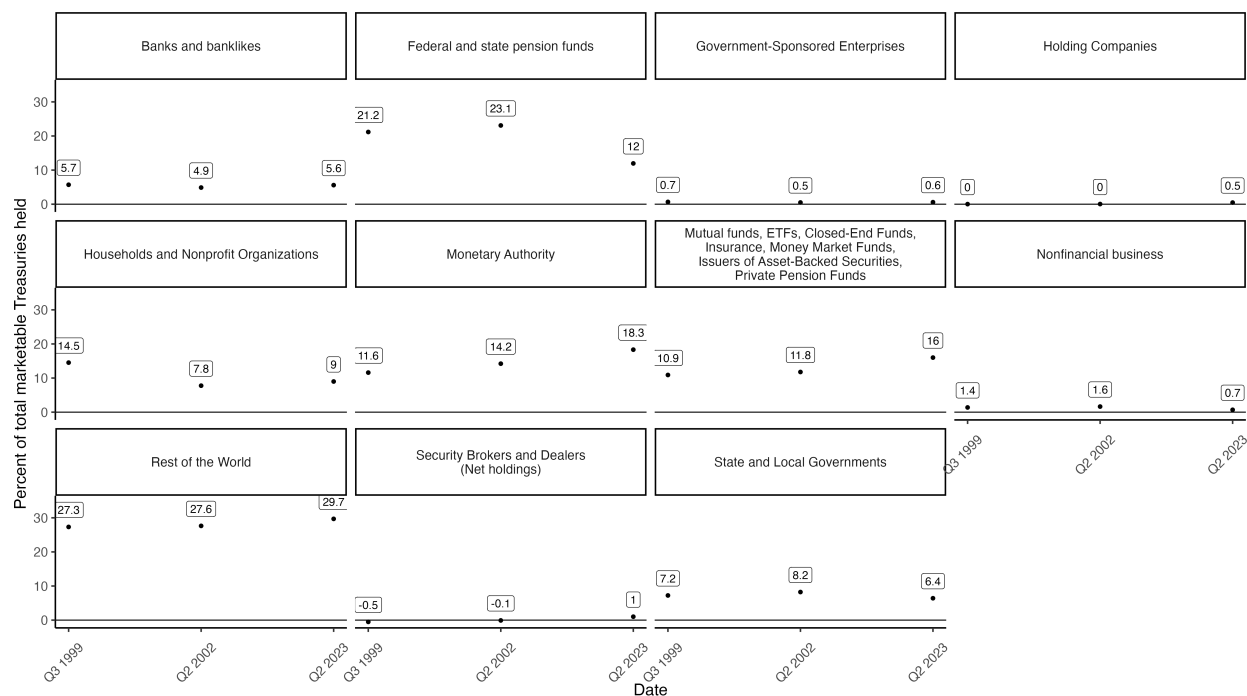 Banks and banklikes
Federal and state pension funds
Government-Sponsored Enterprises
Holding Companies
30
20
10
0
5.7
4.9
5.6
21.2
23.1
12
0.7
0.5
0.6
0
0
0.5
Households and Nonprofit Organizations
Monetary Authority
Mutual funds, ETFs, Closed-End Funds,
Insurance, Money Market Funds,
Issuers of Asset-Backed Securities,
Private Pension Funds
Nonfinancial business
30
20
10
0
14.5
7.8
9
11.6
14.2
18.3
10.9
11.8
16
1.4
1.6
0.7
Q3 1999
Q2 2002
Q2 2023
Rest of the World
Security Brokers and Dealers
(Net holdings)
State and Local Governments
30
20
10
0
27.3
27.6
29.7
-0.5
-0.1
1
7.2
8.2
6.4
Q3 1999
Q2 2002
Q2 2023
Q3 1999
Q2 2002
Q2 2023
Q3 1999
Q2 2002
Q2 2023
Date
Percent of total marketable Treasuries held